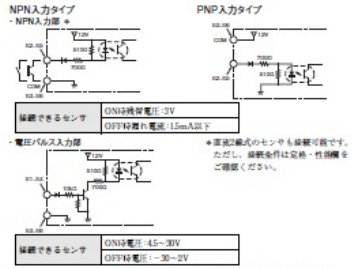 NPN入力タイプ
・NPN入力部 *
12V
510Ω
700Ω
COM
PNP入力タイプ
COM
12V
700Ω
510Ω
接続できるセンサ
ON時残留電圧:3V
OFF時漏れ電流:1.5mA以下
・電圧パルス入力部
12V
510Ω
10kΩ
700Ω
*直流2線式のセンサも接続可能です。
ただし、接続条件は定格・性能欄を
ご確認ください。
接続できるセンサ
ON時電圧:4.5~30V
OFF時電圧:-30~2V